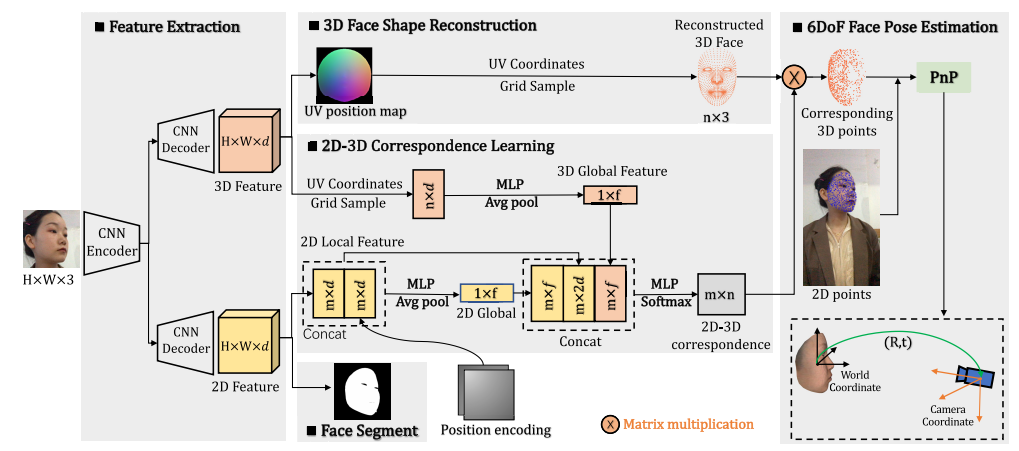 ■ Feature Extraction
CNN
Decoder
H×W×d
3D Feature
CNN
Encoder
H×W×3
CNN
Decoder
H×W×d
2D Feature
■ 3D Face Shape Reconstruction
UV position map
UV Coordinates
Grid Sample
Reconstructed
3D Face
n×3
■ 2D-3D Correspondence Learning
UV Coordinates
Grid Sample
n×d
MLP
Avg pool
3D Global Feature
1×f
2D Local Feature
m×d
m×d
Concat
MLP
Avg pool
1×f
2D Global
m×f
m×2d
m×f
Concat
MLP
Softmax
m×n
2D-3D
correspondence
■ Face Segment
Position encoding
X Matrix multiplication
■ 6DoF Face Pose Estimation
X
Corresponding
3D points
PnP
2D points
(R,t)
World
Coordinate
Camera
Coordinate